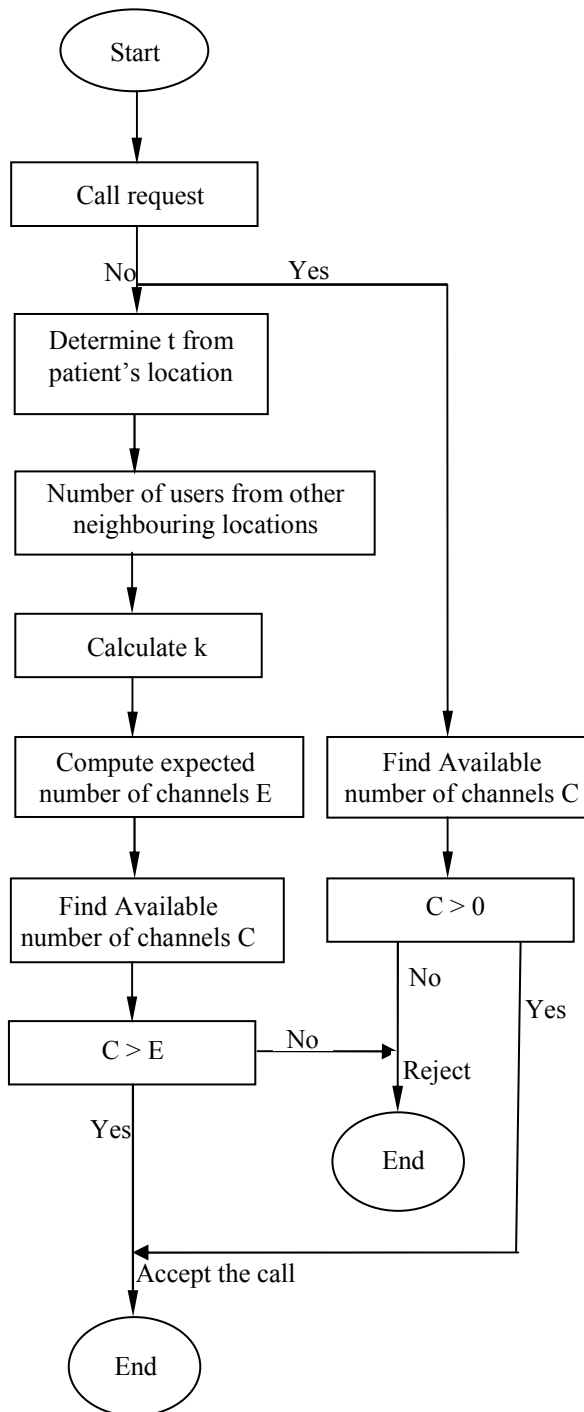 Start
Call request
No
Yes
Determine t from
patient's location
Number of users from other
neighbouring locations
Calculate k
Compute expected
number of channels E
Find Available
number of channels C
Find Available
number of channels C
C > 0
No
Yes
C > E
No
Reject
Yes
End
Accept the call
End